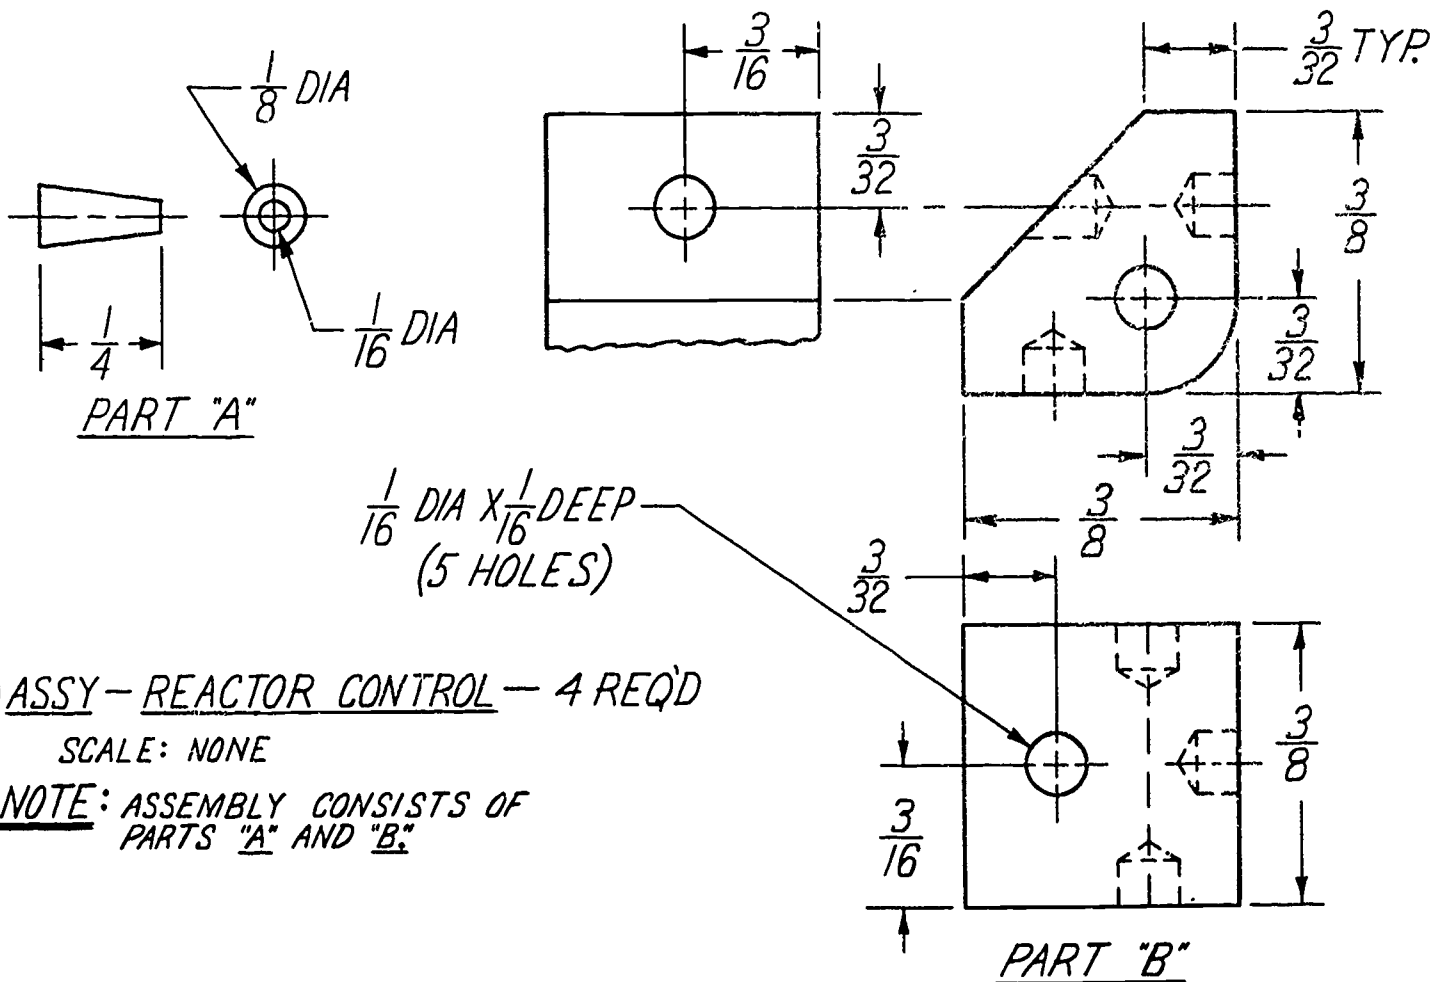 3/16
3/32 TYP.
1/8 DIA
3/32
3/8
1/16 DIA
1/4
3/32
PART "A"
3/32
1/16 DIA X 1/16 DEEP
(5 HOLES)
3/8
3/32
ASSY - REACTOR CONTROL - 4 REQ'D
SCALE: NONE
NOTE: ASSEMBLY CONSISTS OF
PARTS "A" AND "B."
3/8
3/16
PART "B"